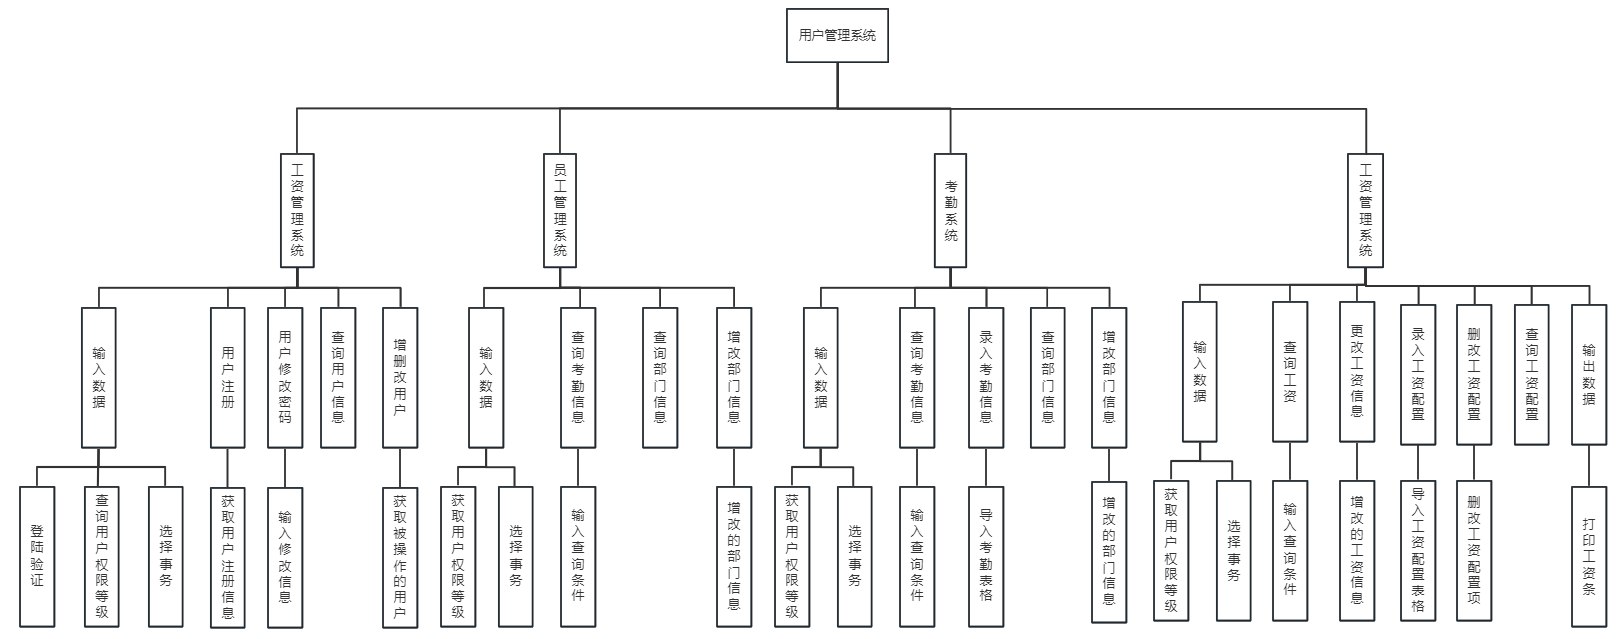 用户管理系统
工资管理系统
员工管理系统
考勤系统
工资管理系统
输入数据
用户注册
用户修改密码
查询用户信息
增删改用户
输入数据
查询考勤信息
查询部门信息
增改部门信息
输入数据
查询考勤信息
录入考勤信息
查询部门信息
增改部门信息
输入数据
查询工资
更改工资信息
录入工资配置
删改工资配置
查询工资配置
输出数据
登陆验证
查询用户权限等级
选择事务
获取用户注册信息
输入修改信息
获取被操作的用户
获取用户权限等级
选择事务
输入查询条件
增改的部门信息
获取用户权限等级
选择事务
输入查询条件
导入考勤表格
增改的部门信息
获取用户权限等级
选择事务
输入查询条件
增改的工资信息
导入工资配置表格
删改工资配置项
打印工资条